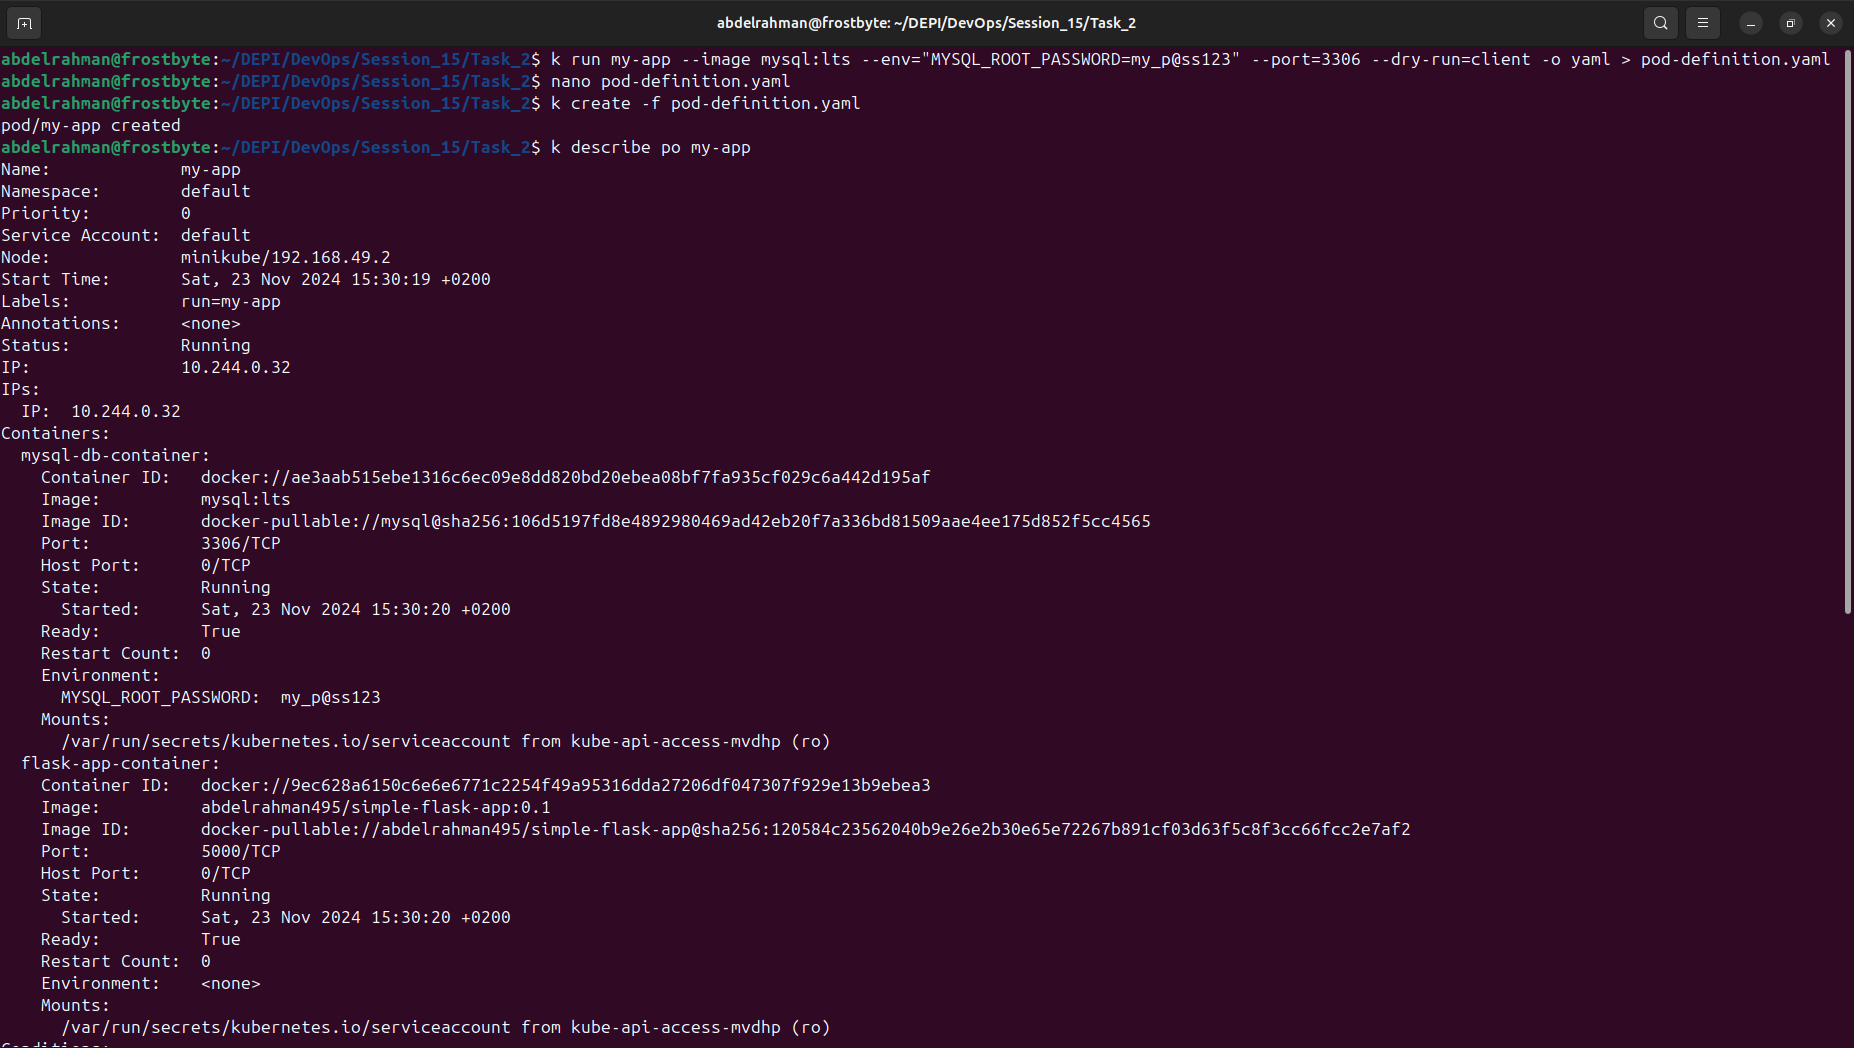 abdelrahman@frostbyte: ~/DEPI/DevOps/Session_15/Task_2
abdelrahman@frostbyte:~/DEPI/DevOps/Session_15/Task_2$ k run my-app --image mysql:lts --env="MYSQL_ROOT_PASSWORD=my_p@ss123" --port=3306 --dry-run=client -o yaml > pod-definition.yaml
abdelrahman@frostbyte:~/DEPI/DevOps/Session_15/Task_2$ nano pod-definition.yaml
abdelrahman@frostbyte:~/DEPI/DevOps/Session_15/Task_2$ k create -f pod-definition.yaml
pod/my-app created
abdelrahman@frostbyte:~/DEPI/DevOps/Session_15/Task_2$ k describe po my-app
Name:             my-app
Namespace:        default
Priority:         0
Service Account:  default
Node:             minikube/192.168.49.2
Start Time:       Sat, 23 Nov 2024 15:30:19 +0200
Labels:           run=my-app
Annotations:      <none>
Status:           Running
IP:               10.244.0.32
IPs:
  IP:  10.244.0.32
Containers:
  mysql-db-container:
    Container ID:   docker://ae3aab515ebe1316c6ec09e8dd820bd20ebea08bf7fa935cf029c6a442d195af
    Image:          mysql:lts
    Image ID:       docker-pullable://mysql@sha256:106d5197fd8e4892980469ad42eb20f7a336bd81509aae4ee175d852f5cc4565
    Port:           3306/TCP
    Host Port:      0/TCP
    State:          Running
      Started:      Sat, 23 Nov 2024 15:30:20 +0200
    Ready:          True
    Restart Count:  0
    Environment:
      MYSQL_ROOT_PASSWORD:  my_p@ss123
    Mounts:
      /var/run/secrets/kubernetes.io/serviceaccount from kube-api-access-mvdhp (ro)
  flask-app-container:
    Container ID:   docker://9ec628a6150c6e6e6771c2254f49a95316dda27206df047307f929e13b9ebea3
    Image:          abdelrahman495/simple-flask-app:0.1
    Image ID:       docker-pullable://abdelrahman495/simple-flask-app@sha256:120584c23562040b9e26e2b30e65e72267b891cf03d63f5c8f3cc66fcc2e7af2
    Port:           5000/TCP
    Host Port:      0/TCP
    State:          Running
      Started:      Sat, 23 Nov 2024 15:30:20 +0200
    Ready:          True
    Restart Count:  0
    Environment:    <none>
    Mounts:
      /var/run/secrets/kubernetes.io/serviceaccount from kube-api-access-mvdhp (ro)